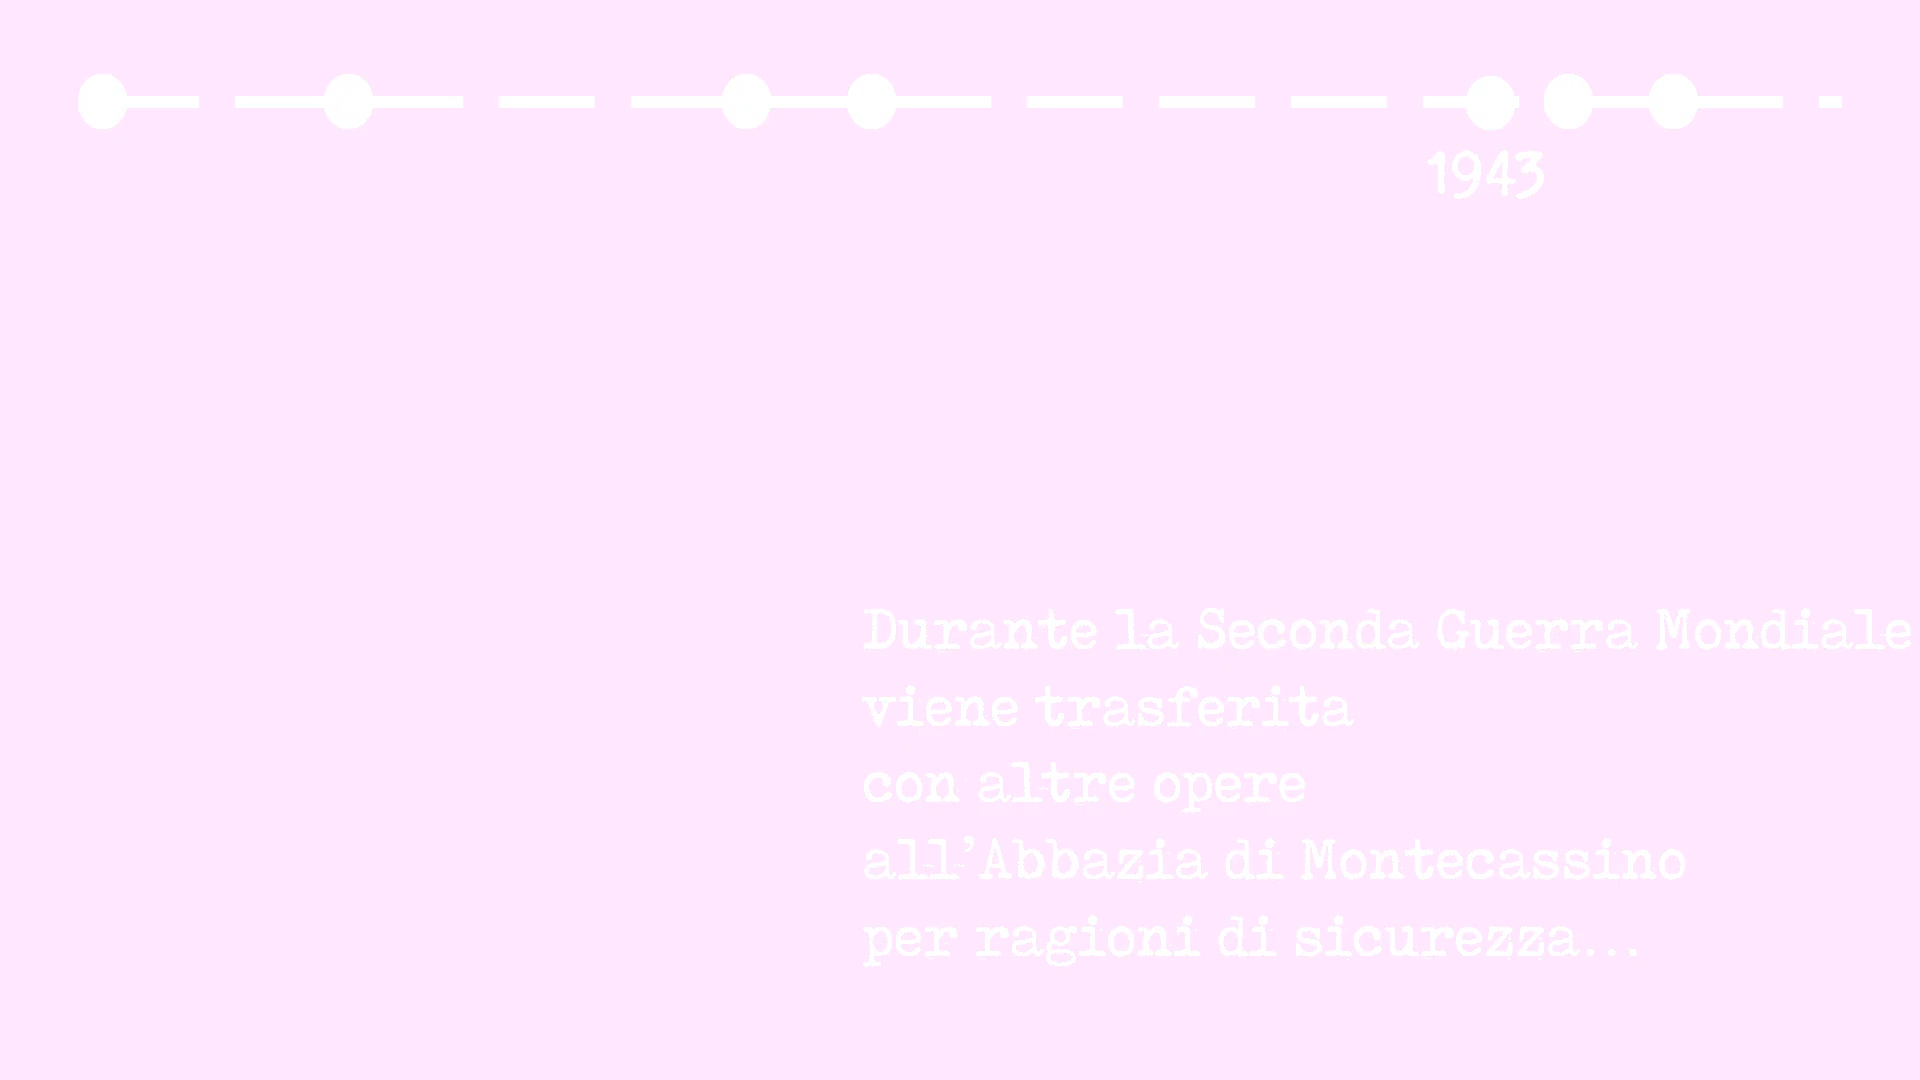 1943
Durante la Seconda Guerra Mondiale
viene trasferita
con altre opere
all’Abbazia di Montecassino
per ragioni di sicurezza...